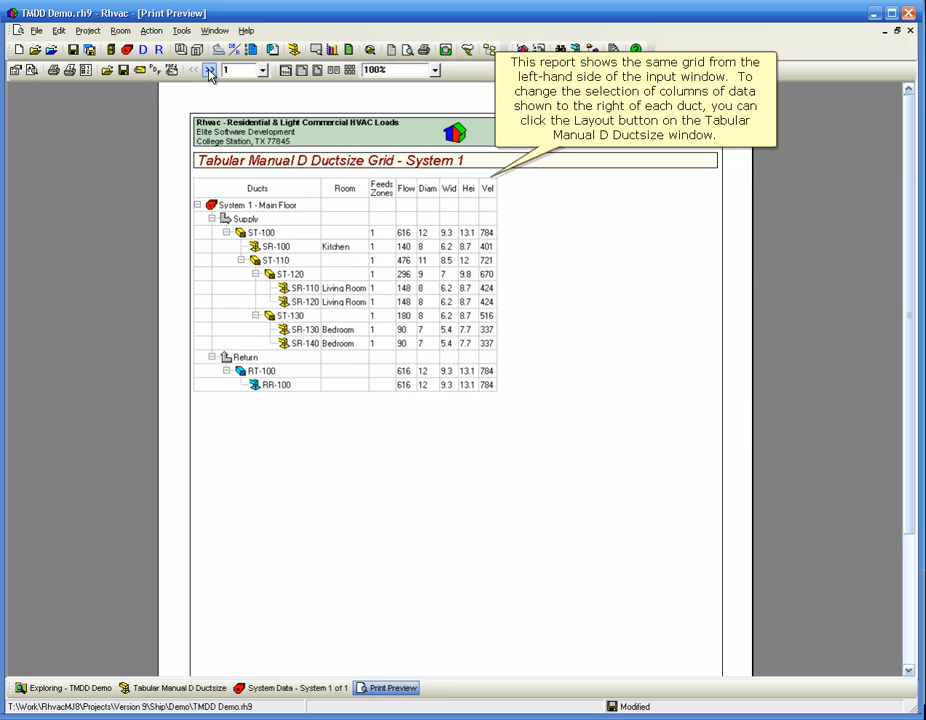 TMDD Demo.rh9 - Rhvac - [Print Preview]
File Edit Project Room Action Tools Window Help
D R
1 100%
This report shows the same grid from the
left-hand side of the input window. To
change the selection of columns of data
shown to the right of each duct, you can
click the Layout button on the Tabular
Manual D Ductsize window.
Rhvac - Residential & Light Commercial HVAC Loads
Elite Software Development
College Station, TX 77845
Tabular Manual D Ductsize Grid - System 1
Ducts Room Feeds Zones Flow Diam Wid Hei Vel
System 1 - Main Floor
Supply
ST-100 1 616 12 9.3 13.1 784
SR-100 Kitchen 1 140 8 6.2 8.7 401
ST-110 1 476 11 8.5 12 721
ST-120 1 296 9 7 9.8 670
SR-110 Living Room 1 148 8 6.2 8.7 424
SR-120 Living Room 1 148 8 6.2 8.7 424
ST-130 1 180 8 6.2 8.7 516
SR-130 Bedroom 1 90 7 5.4 7.7 337
SR-140 Bedroom 1 90 7 5.4 7.7 337
Return
RT-100 616 12 9.3 13.1 784
RR-100 616 12 9.3 13.1 784
Exploring - TMDD Demo Tabular Manual D Ductsize System Data - System 1 of 1 Print Preview
T:\Work\RhvacMJ8\Projects\Version 9\Ship\Demo\TMDD Demo.rh9 Modified